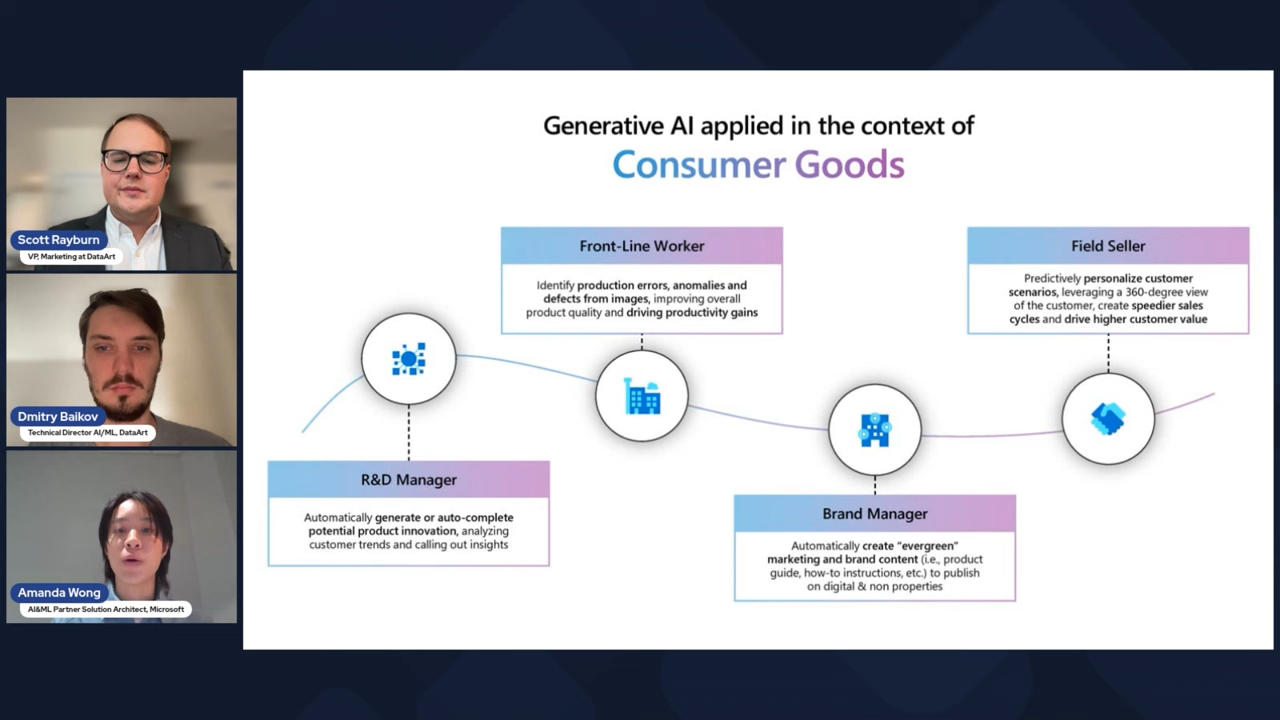 Scott Rayburn
VP, Marketing at DataArt
Dmitry Baikov
Technical Director AI/ML, DataArt
Amanda Wong
AI&ML Partner Solution Architect, Microsoft
Generative AI applied in the context of
Consumer Goods
R&D Manager
Automatically generate or auto-complete
potential product innovation, analyzing
customer trends and calling out insights
Front-Line Worker
Identify production errors, anomalies and
defects from images, improving overall
product quality and driving productivity gains
Brand Manager
Automatically create “evergreen”
marketing and brand content (i.e., product
guide, how-to instructions, etc.) to publish
on digital & non properties
Field Seller
Predictively personalize customer
scenarios, leveraging a 360-degree view
of the customer, create speedier sales
cycles and drive higher customer value